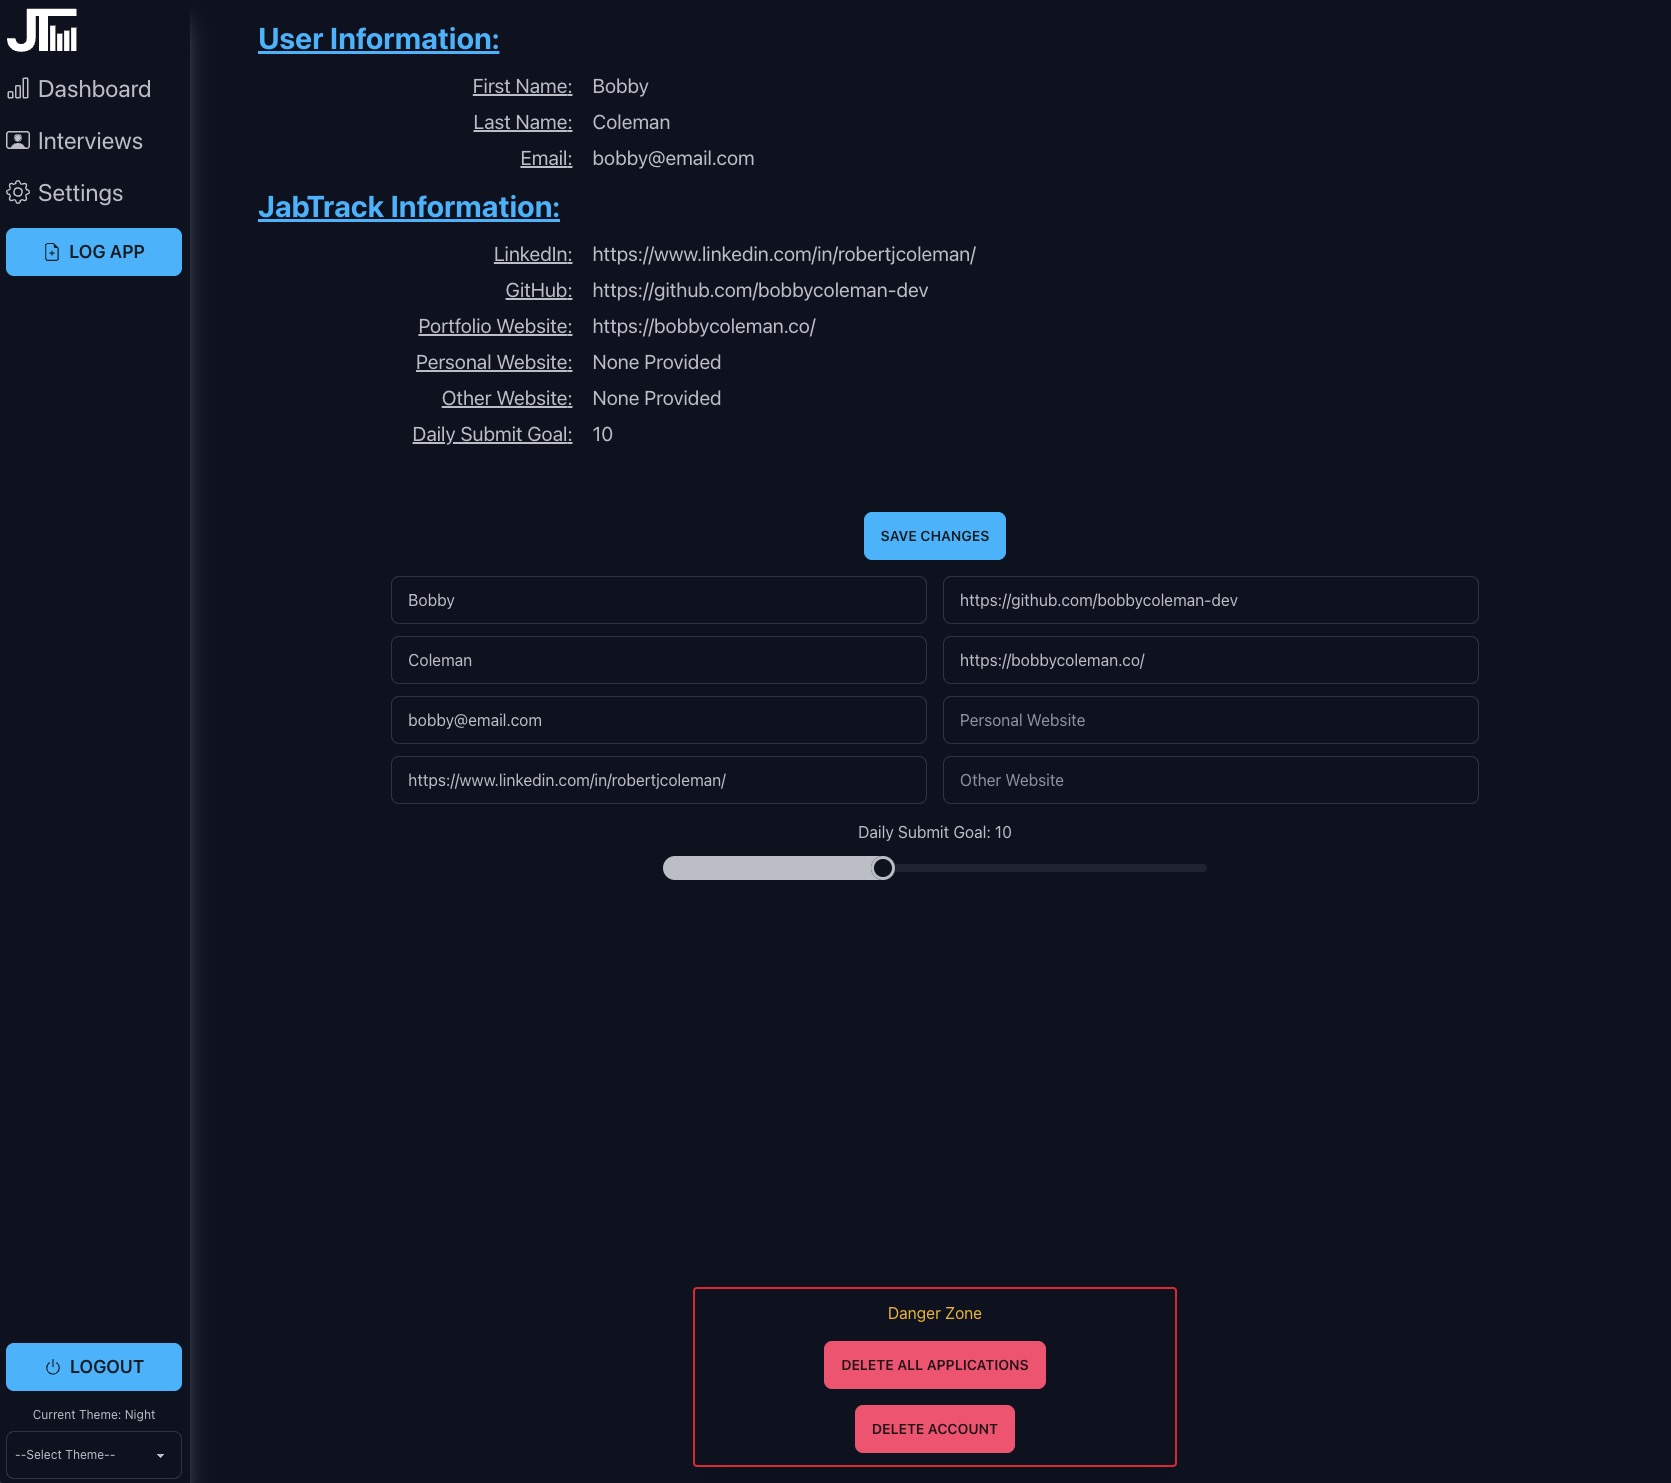 JT
Dashboard
Interviews
Settings
LOG APP
User Information:
First Name: Bobby
Last Name: Coleman
Email: bobby@email.com
JabTrack Information:
LinkedIn: https://www.linkedin.com/in/robertjcoleman/
GitHub: https://github.com/bobbycoleman-dev
Portfolio Website: https://bobbycoleman.co/
Personal Website: None Provided
Other Website: None Provided
Daily Submit Goal: 10
SAVE CHANGES
Bobby
https://github.com/bobbycoleman-dev
Coleman
https://bobbycoleman.co/
bobby@email.com
Personal Website
https://www.linkedin.com/in/robertjcoleman/
Other Website
Daily Submit Goal: 10
Danger Zone
DELETE ALL APPLICATIONS
DELETE ACCOUNT
LOGOUT
Current Theme: Night
--Select Theme--